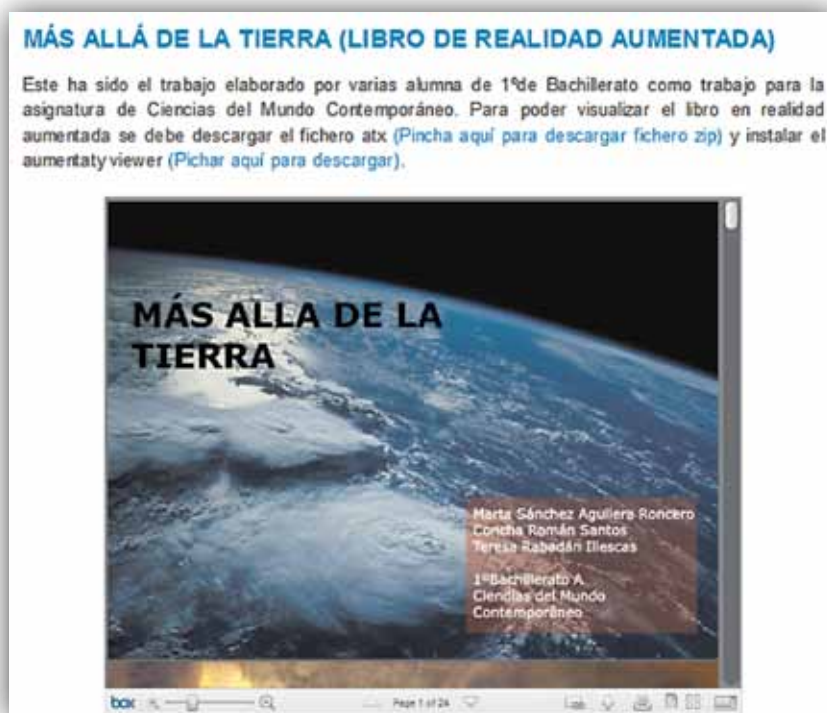 MÁS ALLÁ DE LA TIERRA (LIBRO DE REALIDAD AUMENTADA)
Este ha sido el trabajo elaborado por varias alumna de 1ºde Bachillerato como trabajo para la
asignatura de Ciencias del Mundo Contemporáneo. Para poder visualizar el libro en realidad
aumentada se debe descargar el fichero atx (Pincha aquí para descargar fichero zip) y instalar el
aumentaty viewer (Pichar aquí para descargar).
MÁS ALLA DE LA
TIERRA
Marta Sánchez Aguilera Roncero
Concha Román Santos
Teresa Rabadán Illescas
1ºBachillerato A.
Ciendias del Mundo
Contemporáneo
box
Page 1 of 24